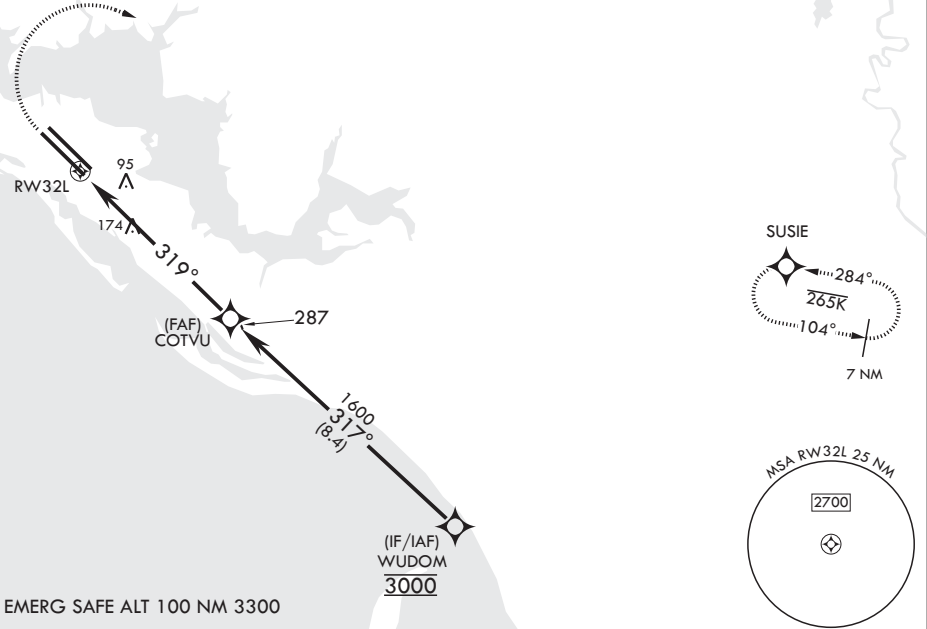 95
RW32L
174
SUSIE
319°
284°
265K
104°
287
(FAF)
COTVU
7 NM
1600
317°
(8.4)
MSA RW32L 25 NM
2700
(IF/IAF)
WUDOM
3000
EMERG SAFE ALT 100 NM 3300